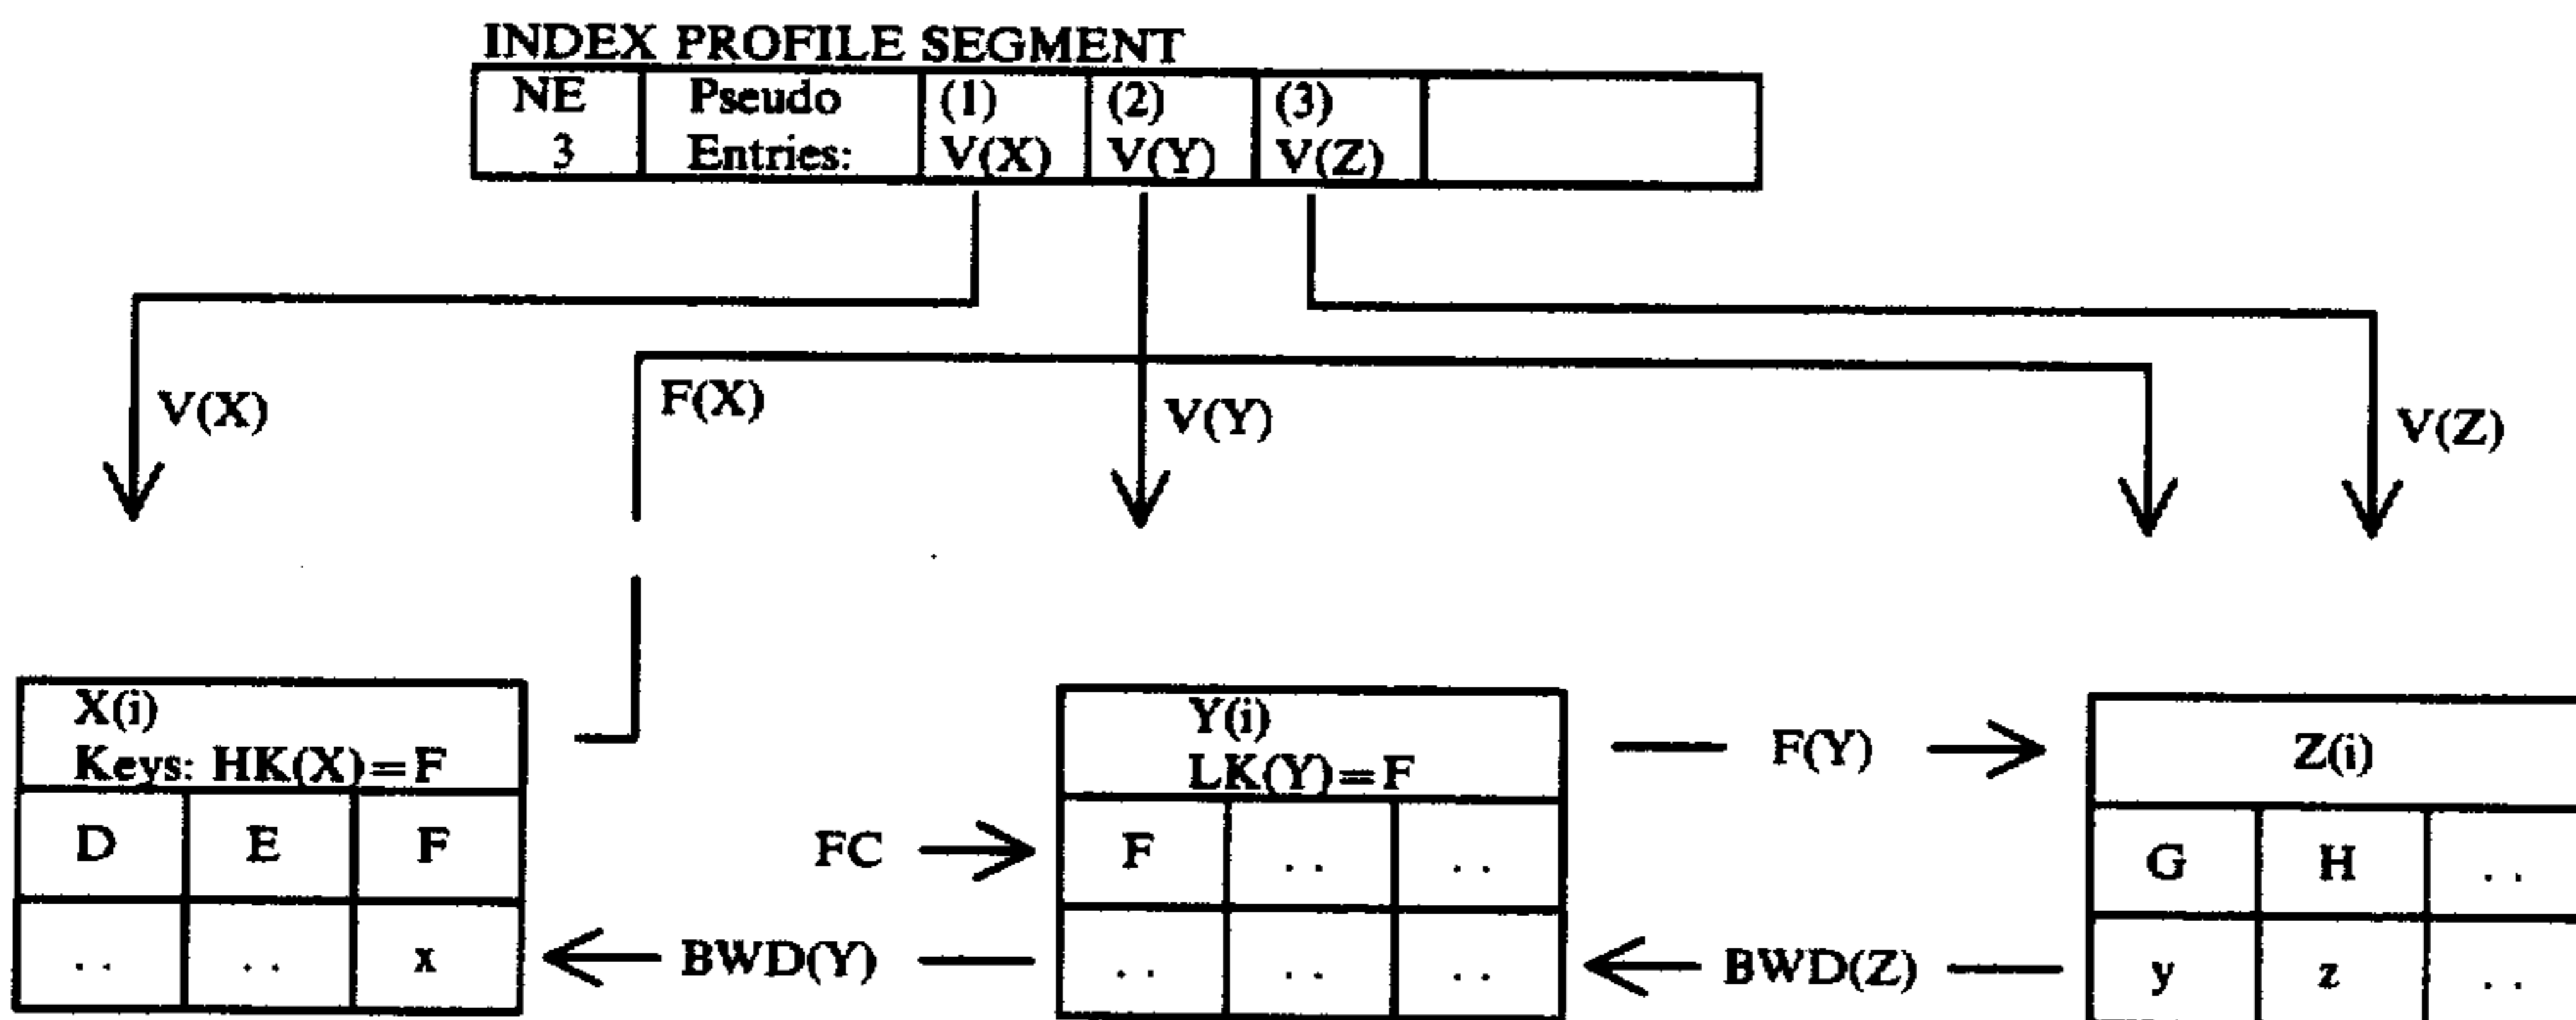 INDEX PROFILE SEGMENT
NE Pseudo (1) (2) (3)
3 Entries: V(X) V(Y) V(Z)
V(X) F(X) V(Y) V(Z)
X(i)
Keys: HK(X)=F
D E F
.. .. x
Y(i)
LK(Y)=F
FC F .. ..
BWD(Y) .. .. ..
F(Y)
BWD(Z)
Z(i)
G H ..
y z ..